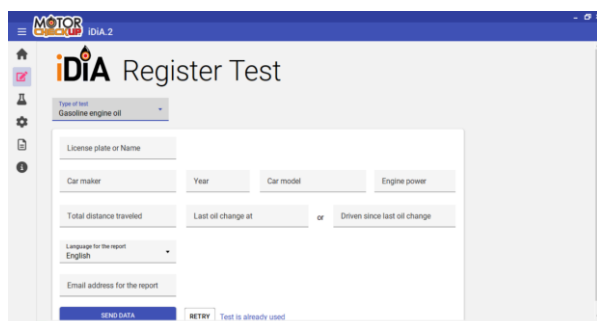 MOTOR
CHECKUP iDiA.2
iDiA Register Test
Type of test
Gasoline engine oil
License plate or Name
Car maker Year Car model Engine power
Total distance traveled Last oil change at or Driven since last oil change
Language for the report
English
Email address for the report
SEND DATA RETRY Test is already used